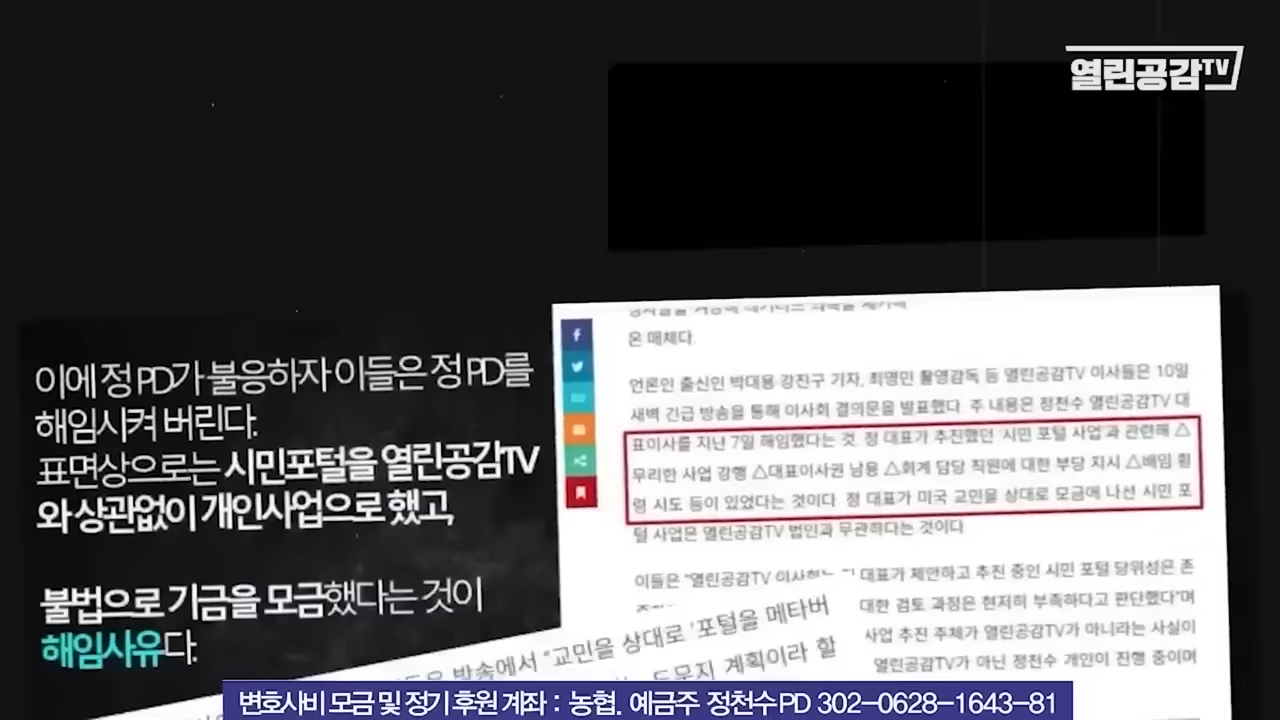 열린공감TV
이에 정 PD가 불응하자 이들은 정 PD를
해임시켜 버린다.
표면상으로는 시민포털을 열린공감TV
와 상관없이 개인사업으로 했고,
불법으로 기금을 모금했다는 것이
해임사유다.
온 매체다.
언론인 출신인 박대용 강진구 기자, 최영민 촬영감독 등 열린공감TV 이사들은 10일
새벽 긴급 방송을 통해 이사회 결의문을 발표했다. 주 내용은 정천수 열린공감TV 대
표이사를 지난 7일 해임했다는 것. 정 대표가 추진했던 '시민 포털 사업'과 관련해 △
무리한 사업 강행 △대표이사권 남용 △회계 담당 직원에 대한 부당 지시 △배임 횡
령 시도 등이 있었다는 것이다. 정 대표가 미국 교민을 상대로 모금에 나선 시민 포
털 사업은 열린공감TV 법인과 무관하다는 것이다
이들은 "열린공감TV 대표가 제안하고 추진 중인 시민 포털 당위성은 존
대한 검토 과정은 현저히 부족하다고 판단했다"며
사업 추진 주체가 열린공감TV가 아니라는 사실이
열린공감TV가 아닌 정천수 개인이 진행 중이며
방송에서 "교민을 상대로 '포털을 메타버
도무지 계획이라 할
변호사비 모금 및 정기 후원 계좌 : 농협. 예금주 정천수PD 302-0628-1643-81